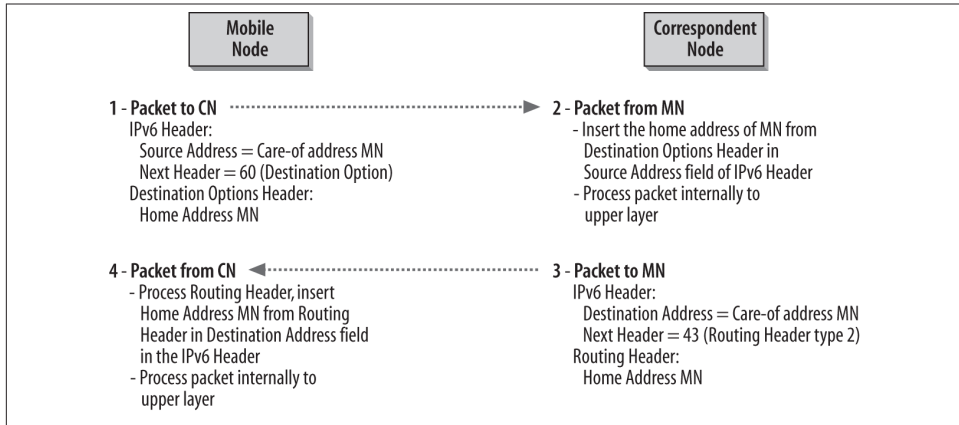 Mobile
Node
Correspondent
Node
1 - Packet to CN
IPv6 Header:
Source Address = Care-of address MN
Next Header = 60 (Destination Option)
Destination Options Header:
Home Address MN
2 - Packet from MN
- Insert the home address of MN from
Destination Options Header in
Source Address field of IPv6 Header
- Process packet internally to
upper layer
4 - Packet from CN
- Process Routing Header, insert
Home Address MN from Routing
Header in Destination Address field
in the IPv6 Header
- Process packet internally to
upper layer
3 - Packet to MN
IPv6 Header:
Destination Address = Care-of address MN
Next Header = 43 (Routing Header type 2)
Routing Header:
Home Address MN